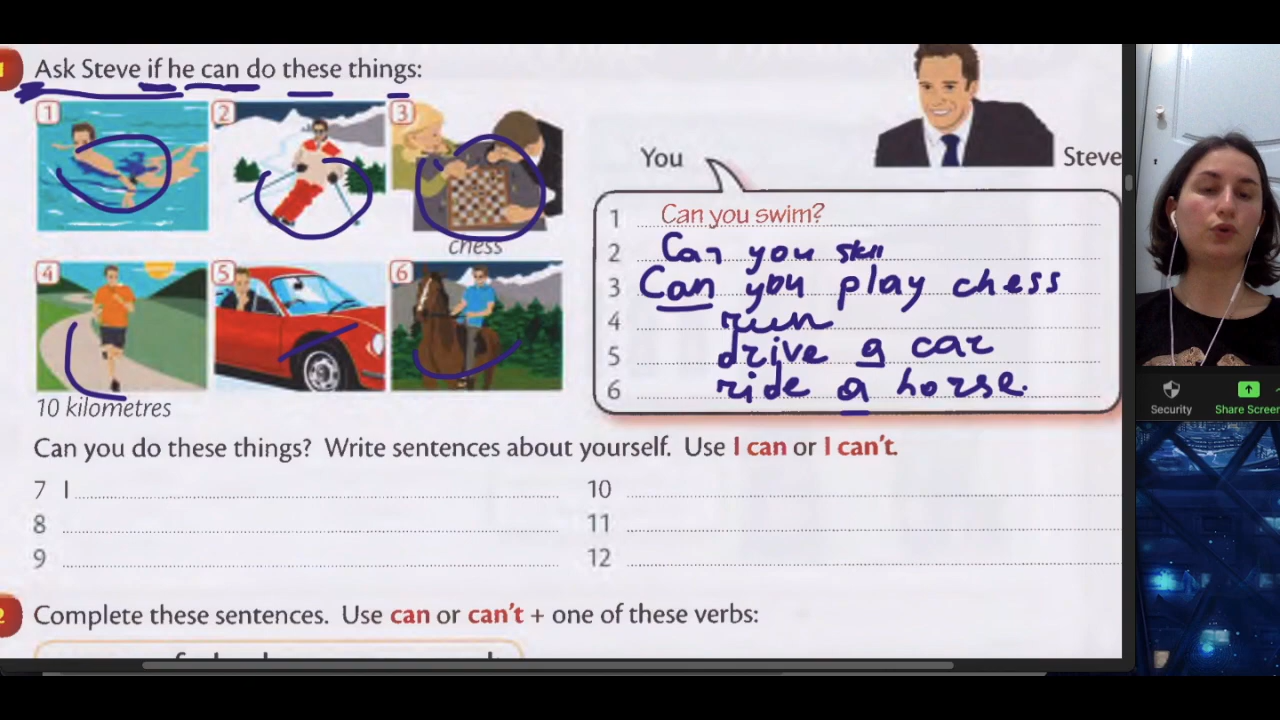 1 Ask Steve if he can do these things:
1
2
3
chess
4
5
6
10 kilometres
You
Steve
1 Can you swim?
2 Can you
3 Can you play chess
4 run
5 drive a car
6 ride a horse.
Can you do these things? Write sentences about yourself. Use I can or I can't.
7 I
8
9
10
11
12
2 Complete these sentences. Use can or can't + one of these verbs:
Security
Share Screen